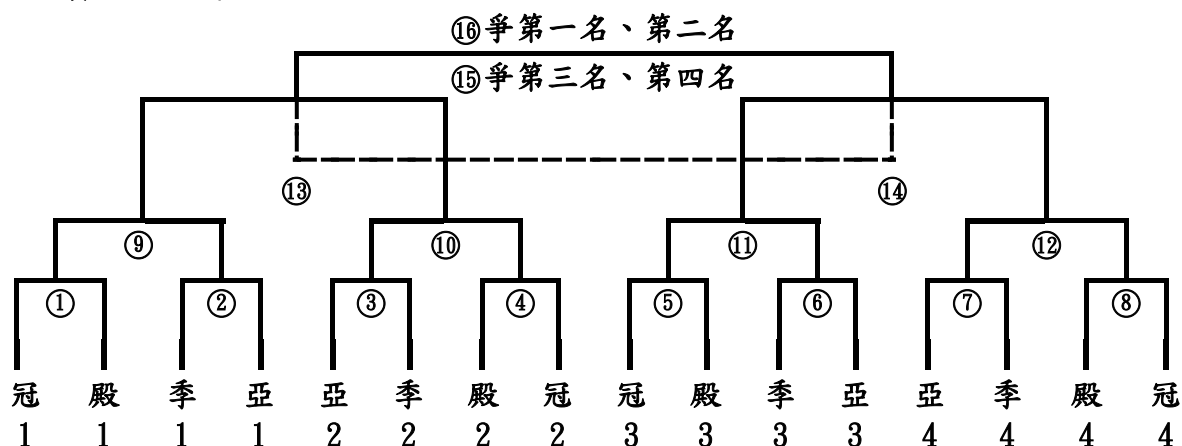 ⑯爭第一名、第二名
⑮爭第三名、第四名
⑬ ⑭
⑨ ⑩ ⑪ ⑫
① ② ③ ④ ⑤ ⑥ ⑦ ⑧
冠 殿 季 亞 亞 季 殿 冠 冠 殿 季 亞 亞 季 殿 冠
1 1 1 1 2 2 2 2 3 3 3 3 4 4 4 4